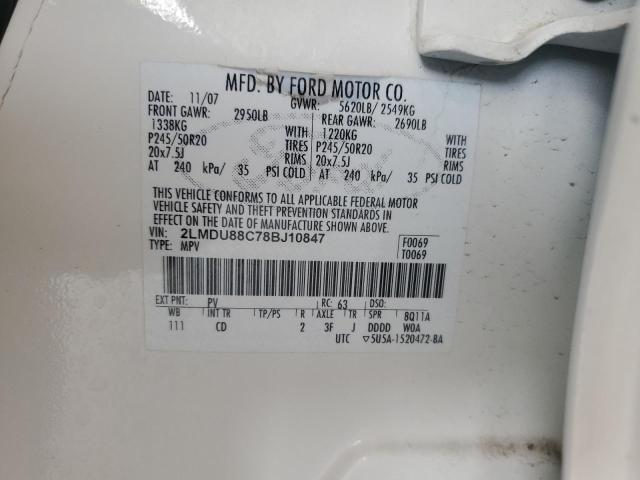 MFD. BY FORD MOTOR CO.
DATE: 11/07 GVWR: 5620LB/ 2549KG
FRONT GAWR: 2950LB REAR GAWR: 2690LB
1338KG WITH 1220KG WITH
P245/50R20 TIRES P245/50R20 TIRES
20x7.5J RIMS 20x7.5J RIMS
AT 240 kPa/ 35 PSI COLD AT 240 kPa/ 35 PSI COLD
THIS VEHICLE CONFORMS TO ALL APPLICABLE FEDERAL MOTOR
VEHICLE SAFETY AND THEFT PREVENTION STANDARDS IN
EFFECT ON THE DATE OF MANUFACTURE SHOWN ABOVE.
VIN: 2LMDU88C78BJ10847 F0069
TYPE: MPV T0069
Ford
EXT PNT: PV RC: 63 DSO:
WB INT TR TP/PS R AXLE TR SPR 8Q11A
111 CD 2 3F J DDDD W0A
UTC ▽5U5A-1520472-BA